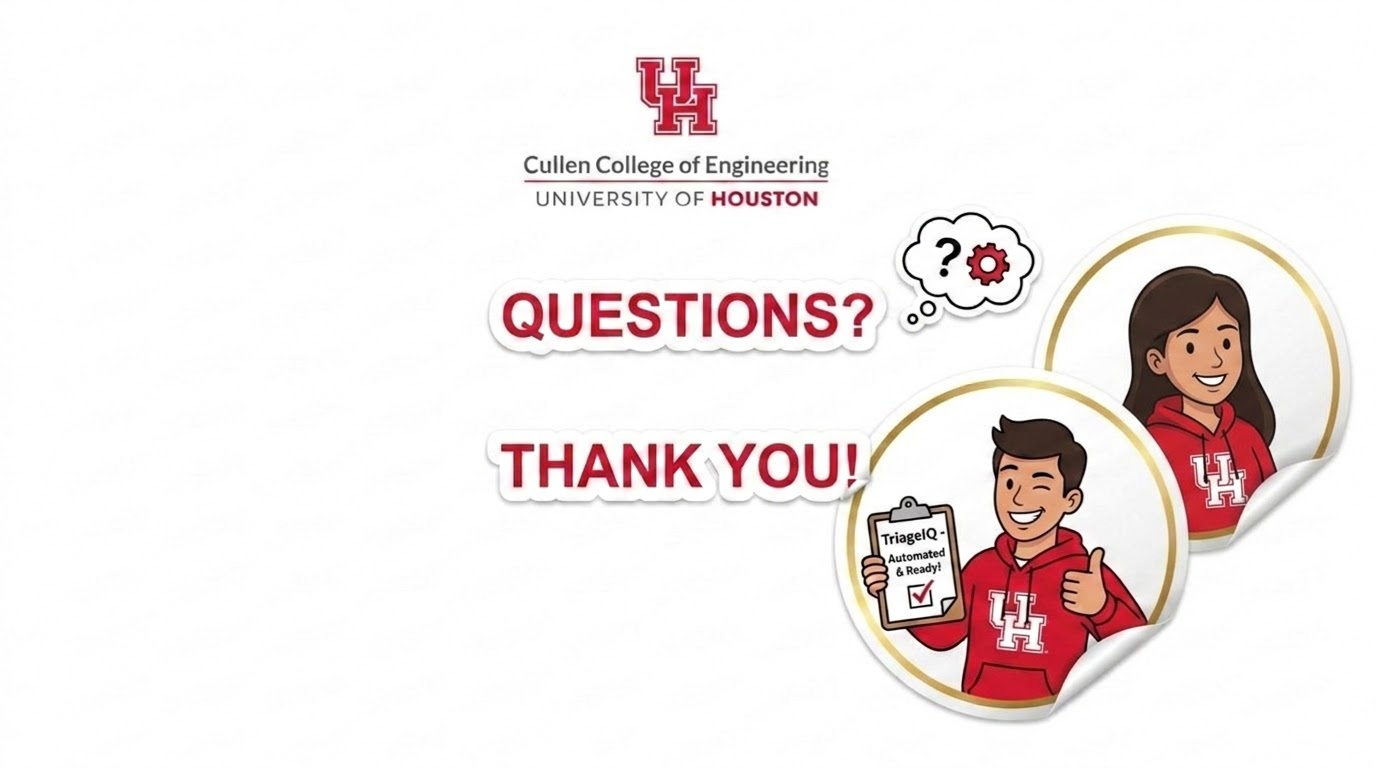 UH
Cullen College of Engineering
UNIVERSITY OF HOUSTON
?
QUESTIONS?
THANK YOU!
UH
TriageIQ -
Automated
& Ready!
UH